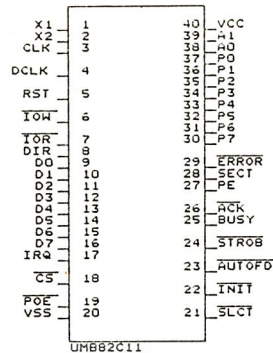 X1 1 40 VCC
X2 2 39 A1
CLK 3 38 A0
37 P0
DCLK 4 36 P1
35 P2
RST 5 34 P3
33 P4
IOW 6 32 P5
31 P6
IOR 7 30 P7
DIR 8
D0 9 29 ERROR
D1 10 28 SECT
D2 11 27 PE
D3 12
D4 13 26 ACK
D5 14 25 BUSY
D6 15
D7 16 24 STROB
IRQ 17
23 AUTOFD
CS 18
22 INIT
POE 19
VSS 20 21 SLCT
UM882C11